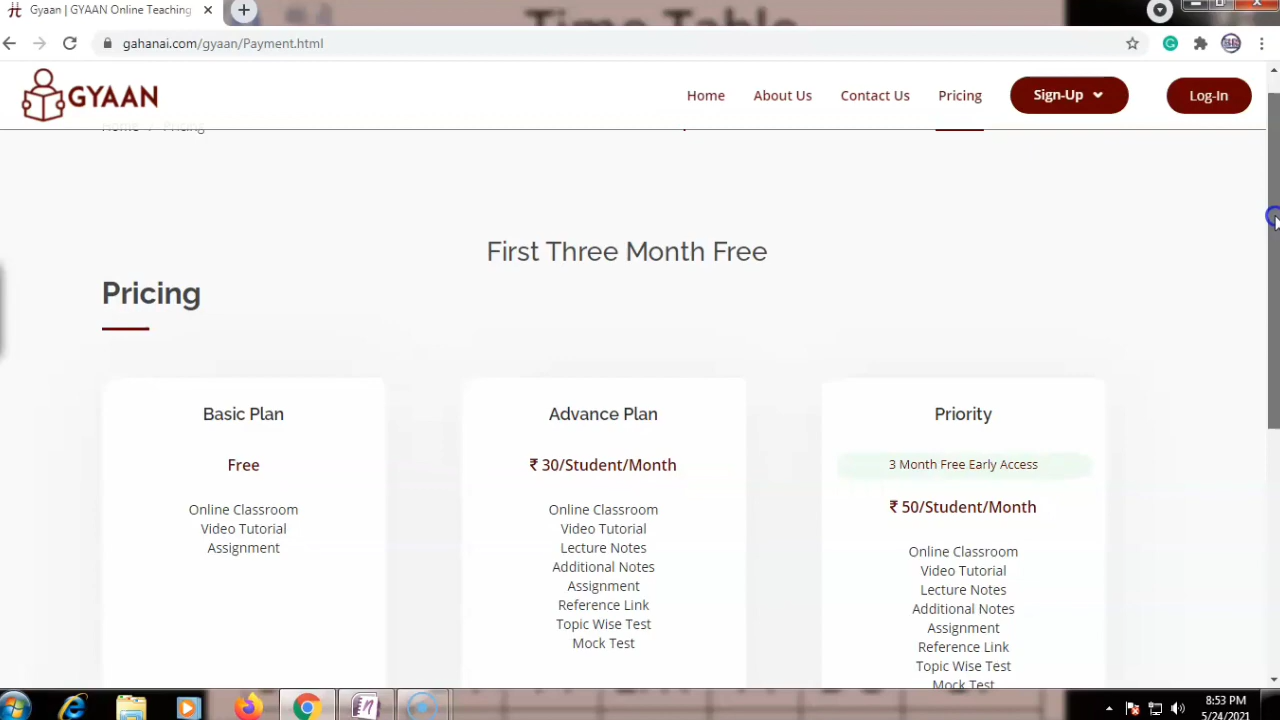 Time Table
Gyaan | GYAAN Online Teaching
gahanai.com/gyaan/Payment.html
GYAAN
Home
About Us
Contact Us
Pricing
Sign-Up
Log-In
Home / Pricing
First Three Month Free
Pricing
Basic Plan
Free
Online Classroom
Video Tutorial
Assignment
Advance Plan
₹ 30/Student/Month
Online Classroom
Video Tutorial
Lecture Notes
Additional Notes
Assignment
Reference Link
Topic Wise Test
Mock Test
Priority
3 Month Free Early Access
₹ 50/Student/Month
Online Classroom
Video Tutorial
Lecture Notes
Additional Notes
Assignment
Reference Link
Topic Wise Test
Mock Test
8:53 PM
5/24/2021